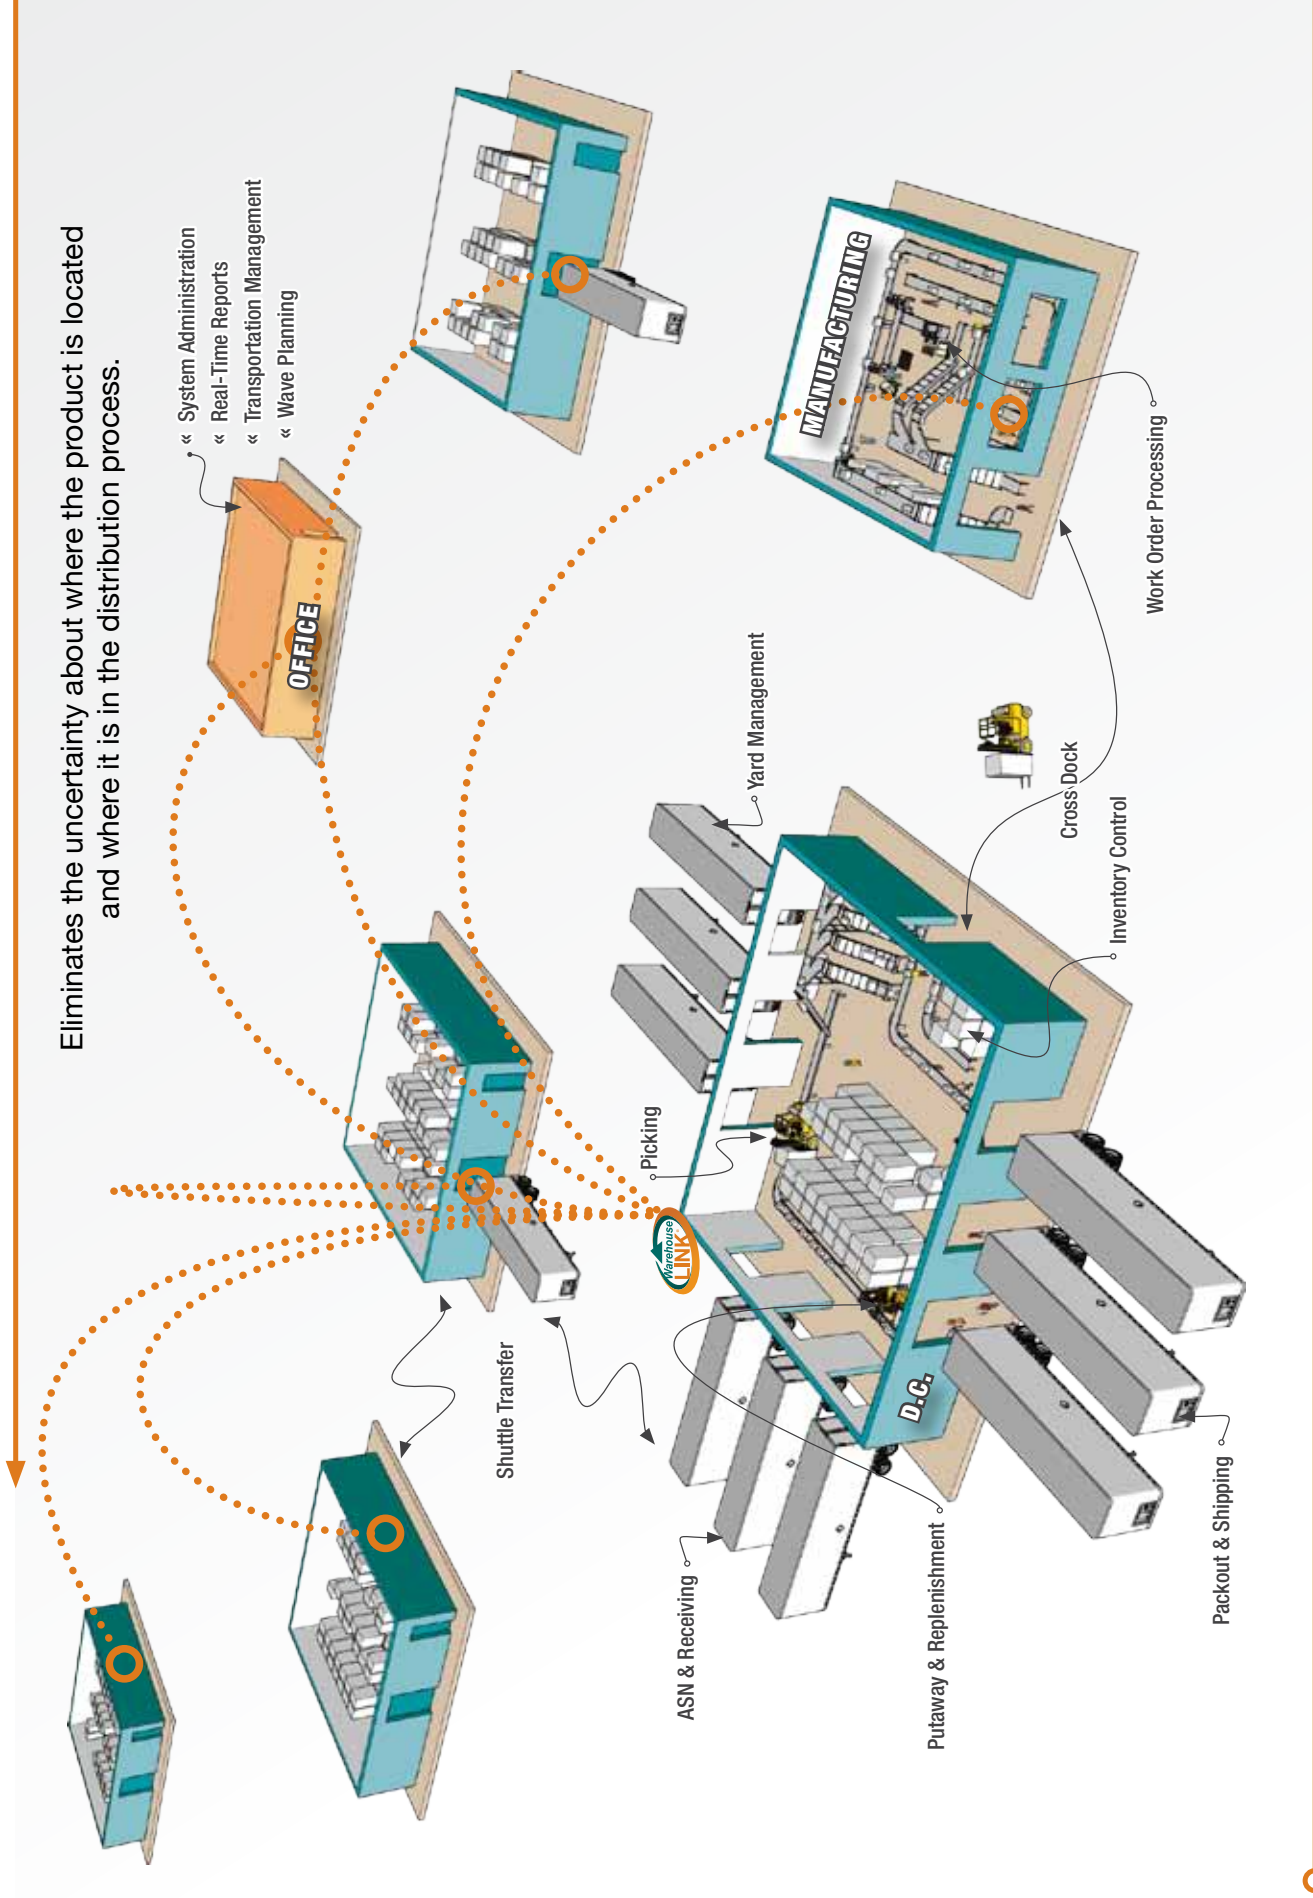 Eliminates the uncertainty about where the product is located
and where it is in the distribution process.
« System Administration
« Real-Time Reports
« Transportation Management
« Wave Planning
OFFICE
MANUFACTURING
Work Order Processing
Shuttle Transfer
Warehouse
LINK
Picking
Yard Management
Cross Dock
Inventory Control
ASN & Receiving
D.C.
Putaway & Replenishment
Packout & Shipping